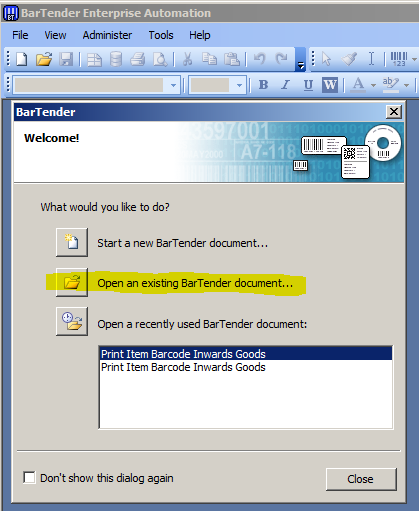 BarTender Enterprise Automation
File View Administer Tools Help
123
B I U W A ab
BarTender
Welcome!
3597001
A7-118
What would you like to do?
Start a new BarTender document...
Open an existing BarTender document...
Open a recently used BarTender document:
Print Item Barcode Inwards Goods
Print Item Barcode Inwards Goods
Don't show this dialog again
Close